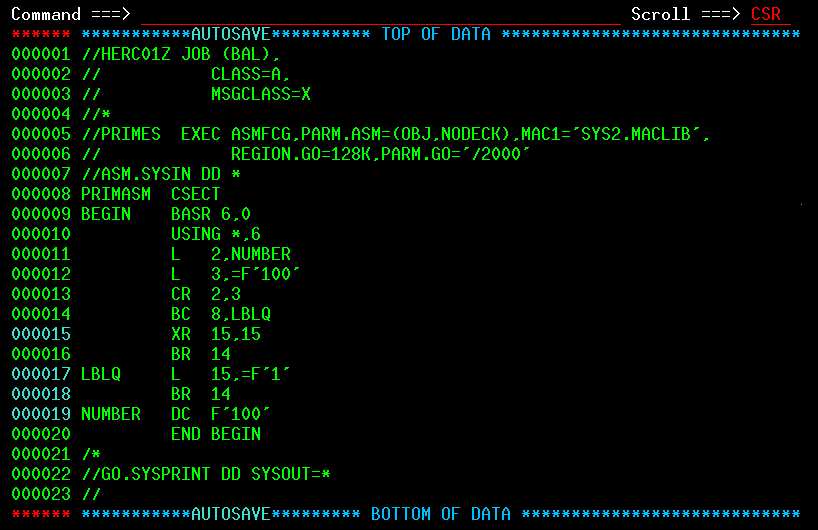 Command ===> Scroll ===> CSR
****** ***********AUTOSAVE********** TOP OF DATA ******************************
000001 //HERC01Z JOB (BAL),
000002 //           CLASS=A,
000003 //           MSGCLASS=X
000004 //*
000005 //PRIMES  EXEC ASMFCG,PARM.ASM=(OBJ,NODECK),MAC1='SYS2.MACLIB',
000006 //             REGION.GO=128K,PARM.GO='/2000'
000007 //ASM.SYSIN DD *
000008 PRIMASM  CSECT
000009 BEGIN    BASR 6,0
000010          USING *,6
000011          L   2,NUMBER
000012          L   3,=F'100'
000013          CR  2,3
000014          BC  8,LBLQ
000015          XR  15,15
000016          BR  14
000017 LBLQ     L   15,=F'1'
000018          BR  14
000019 NUMBER   DC  F'100'
000020          END BEGIN
000021 /*
000022 //GO.SYSPRINT DD SYSOUT=*
000023 //
****** ***********AUTOSAVE********* BOTTOM OF DATA ****************************